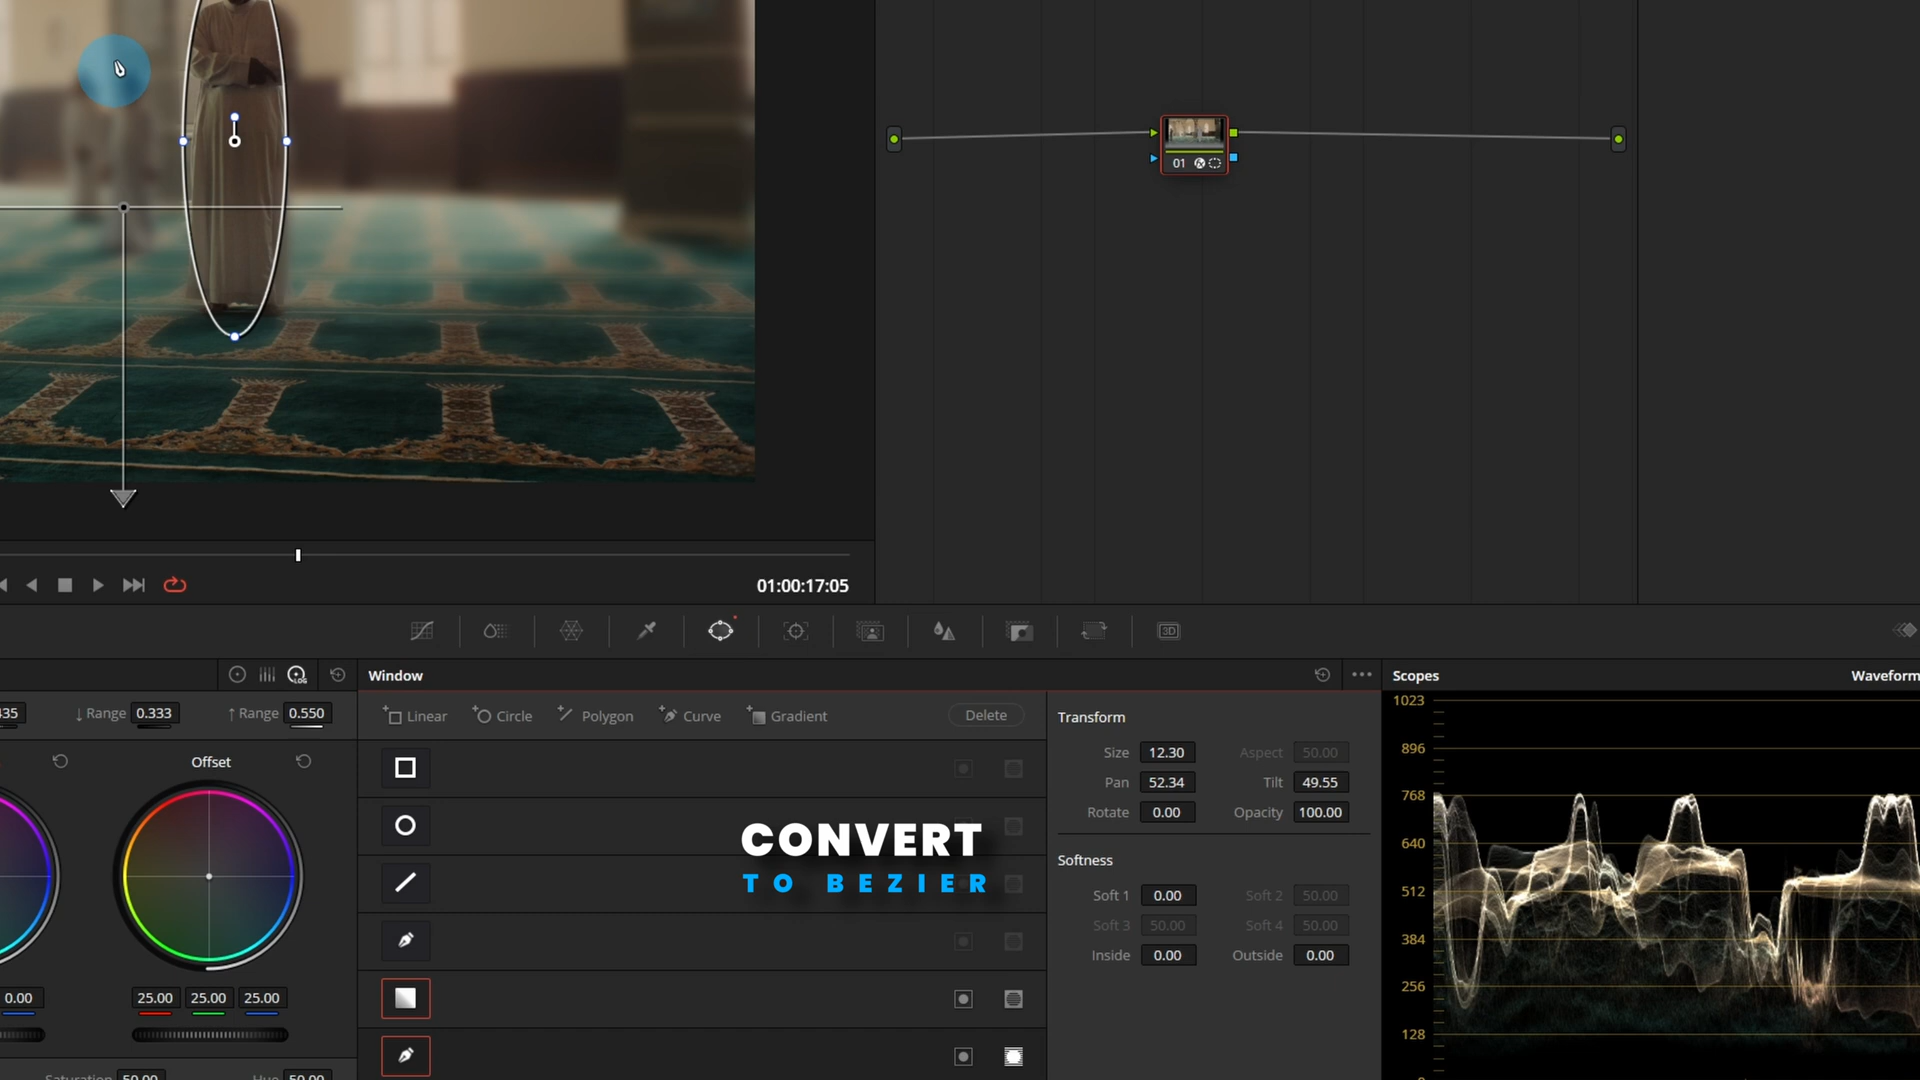 01
01:00:17:05
3D
LOG
Window
Scopes
Waveform
435
Range 0.333
Range 0.550
Linear
Circle
Polygon
Curve
Gradient
Delete
Offset
0.00
25.00 25.00 25.00
Saturation 50.00
Hue 50.00
CONVERT
TO BEZIER
Transform
Size 12.30 Aspect 50.00
Pan 52.34 Tilt 49.55
Rotate 0.00 Opacity 100.00
Softness
Soft 1 0.00 Soft 2 50.00
Soft 3 50.00 Soft 4 50.00
Inside 0.00 Outside 0.00
1023
896
768
640
512
384
256
128